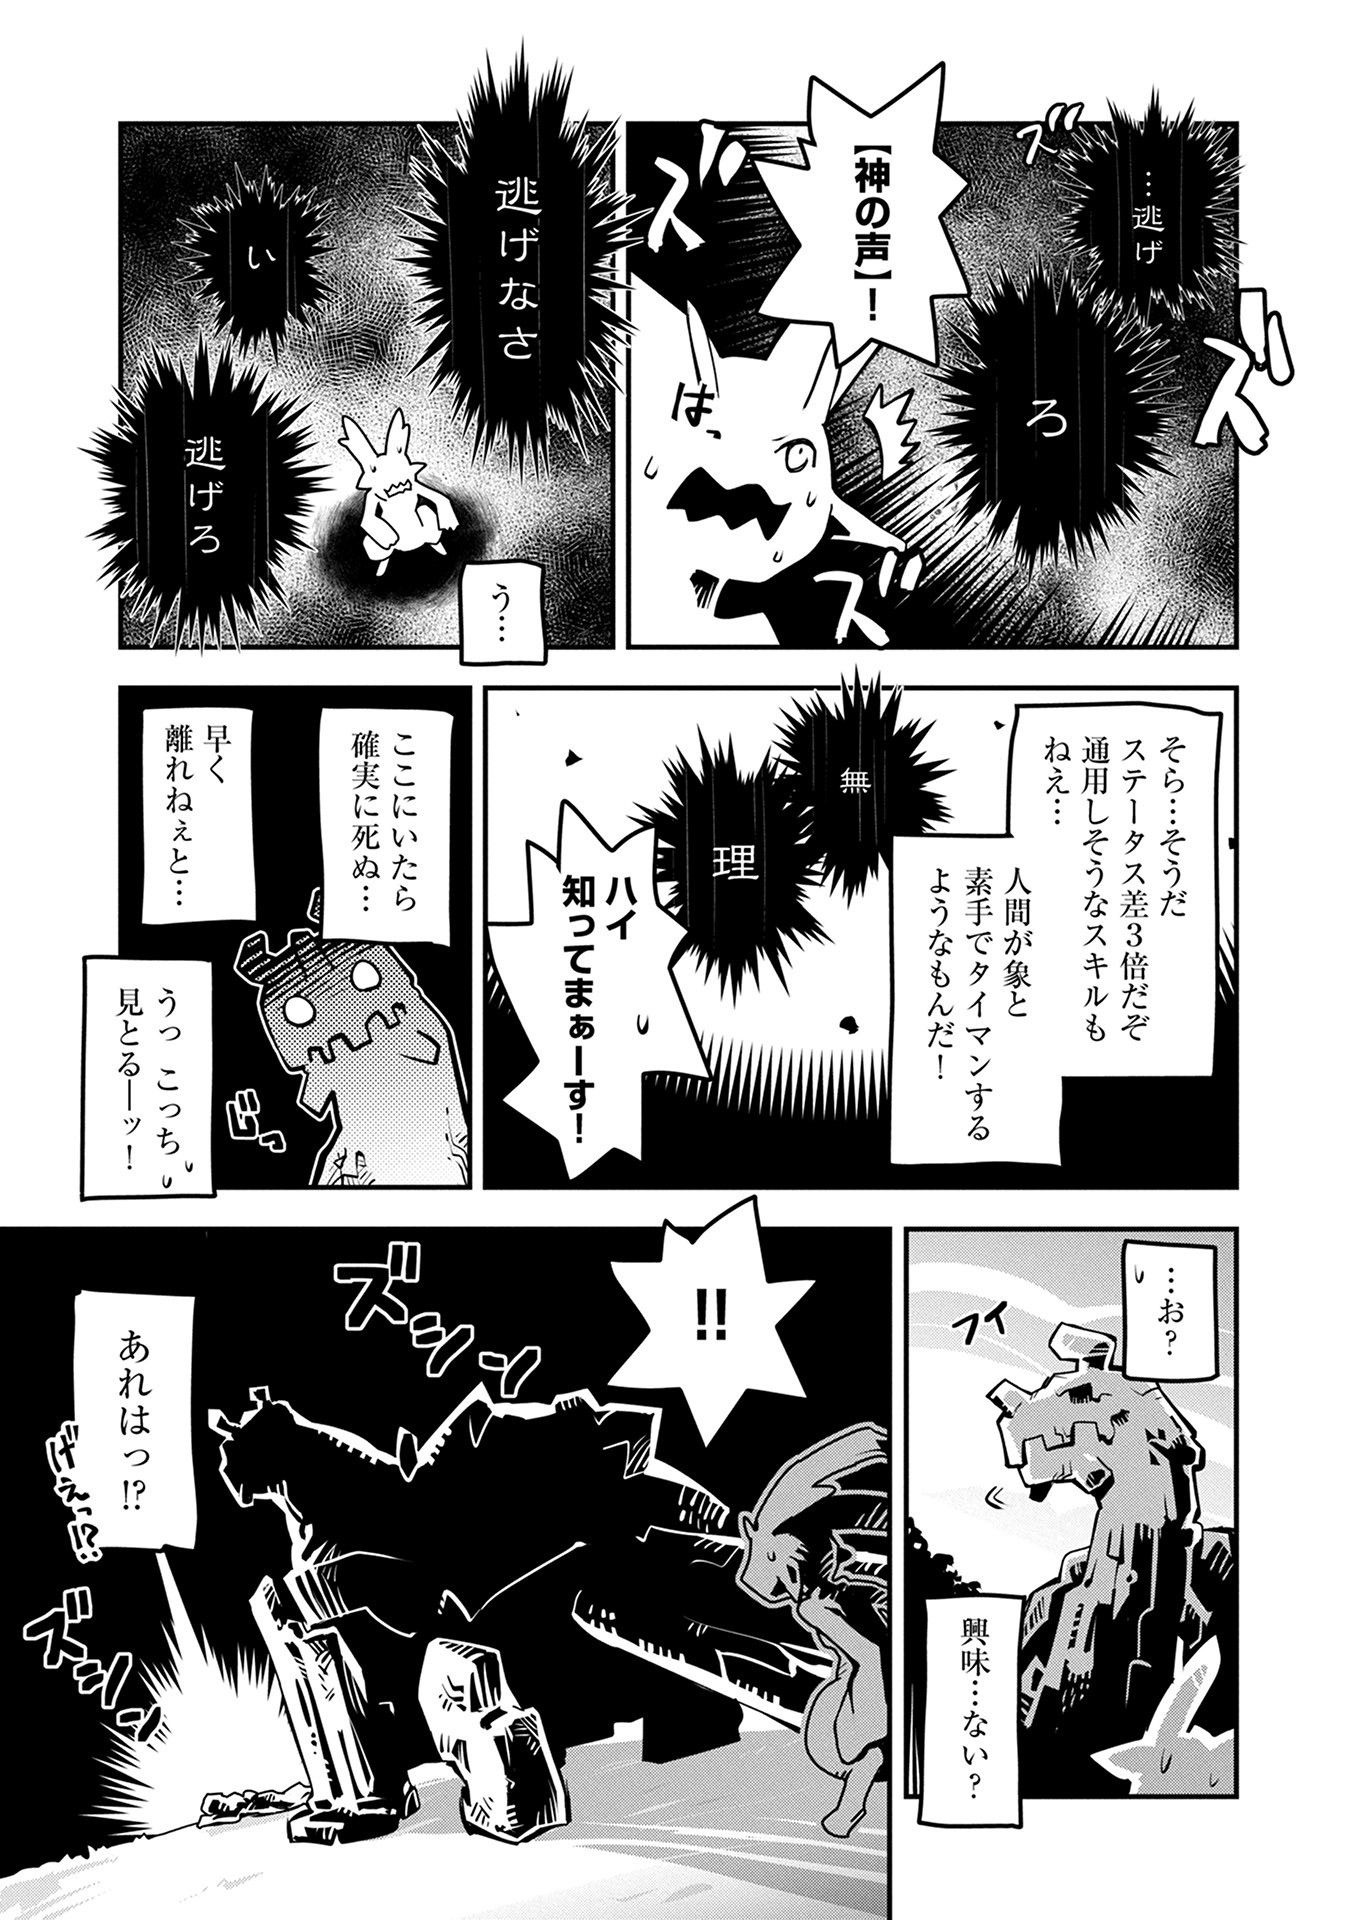 …逃げ
ろ
【神の声】！
は、
ズズ
ズズ
ズズ
逃げなさ
い
逃げろ
う…
そら…そうだ
ステータス差3倍だぞ
通用しそうなスキルも
ねえ…
人間が象と
素手でタイマンする
ようなもんだ！
無
理
ハイ
知ってまぁーす！
ここにいたら
確実に死ぬ…
早く
離れねぇと…
うっ こっち
見とるーッ！
じっ
…お？
フイ
興味…ない？
!!
ズシン
あれはっ!?
げえっ!?
ズシン